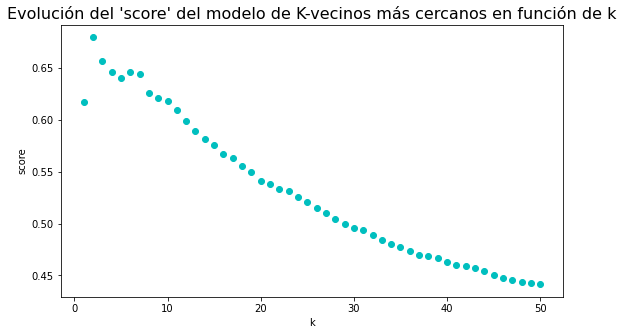 Evolución del 'score' del modelo de K-vecinos más cercanos en función de k
score
0.65
0.60
0.55
0.50
0.45
0 10 20 30 40 50
k